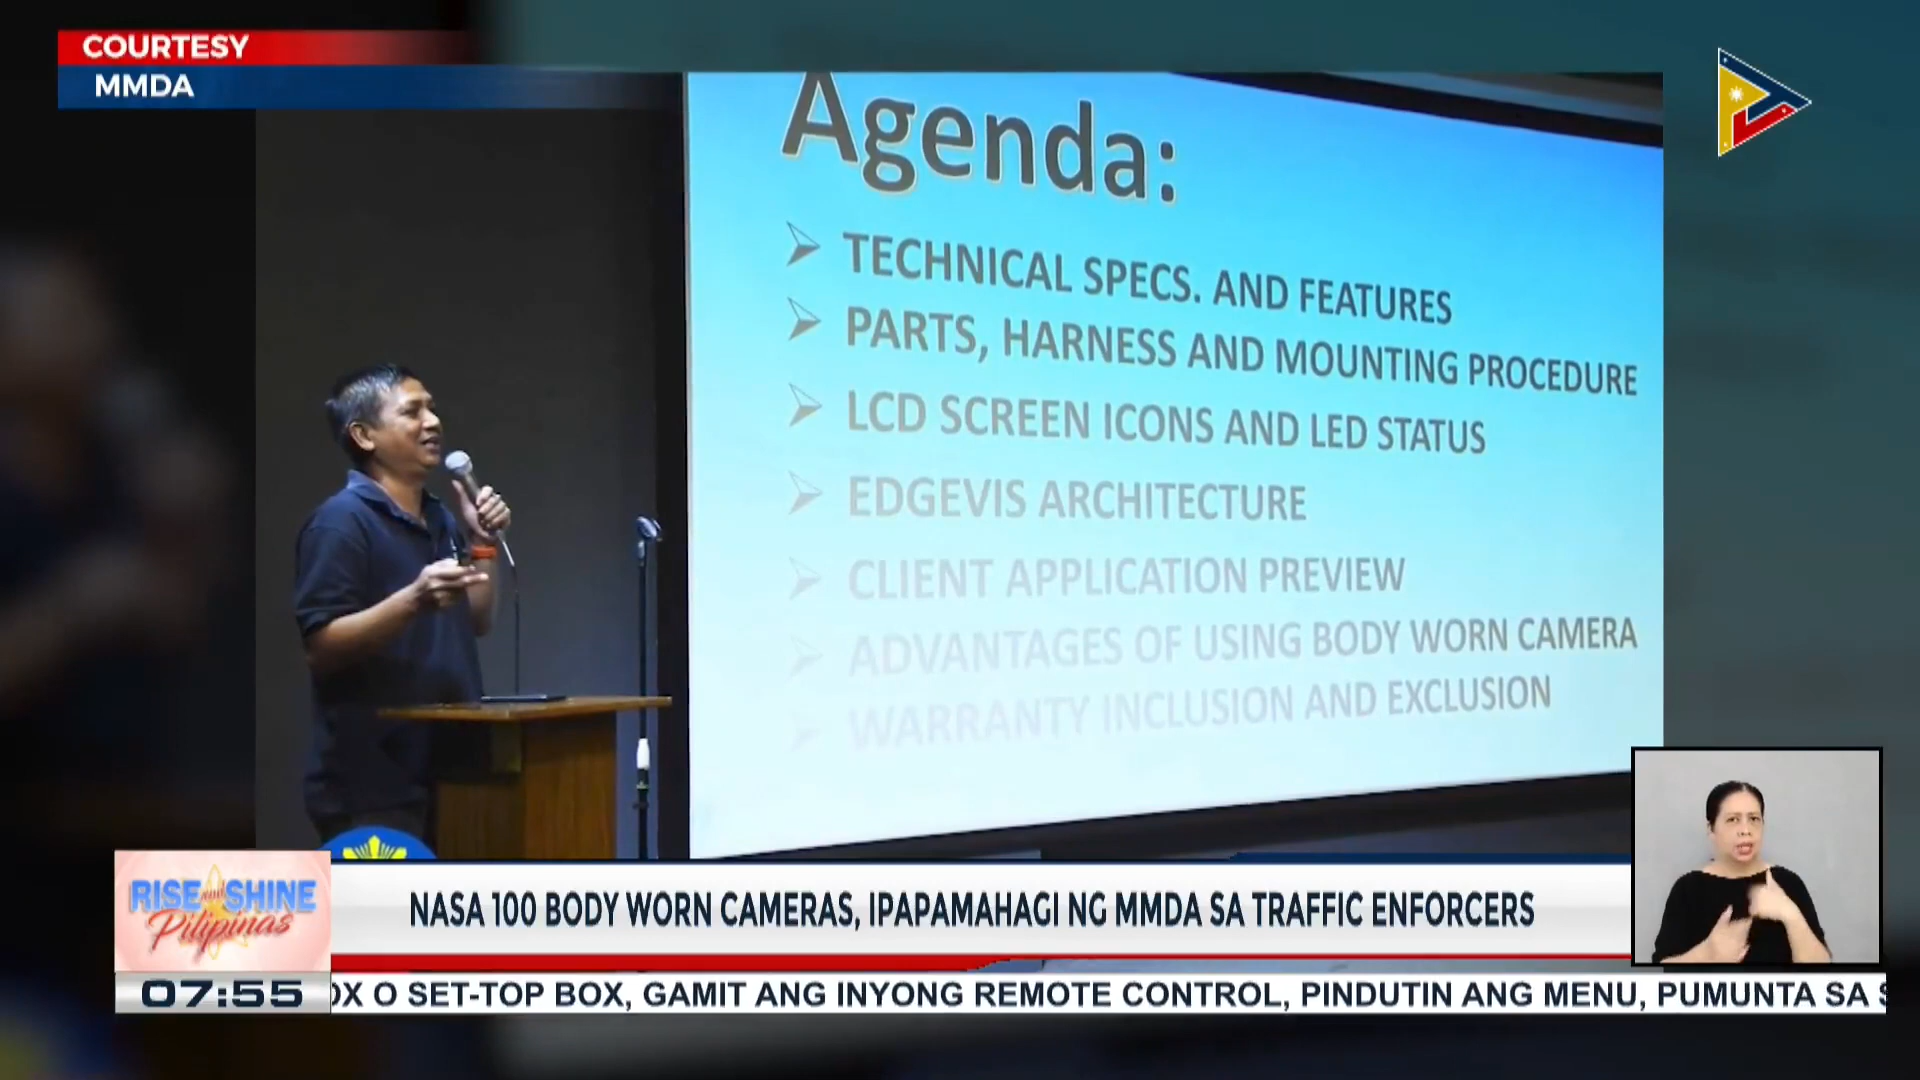 COURTESY
MMDA
Agenda:
TECHNICAL SPECS. AND FEATURES
PARTS, HARNESS AND MOUNTING PROCEDURE
LCD SCREEN ICONS AND LED STATUS
EDGEVIS ARCHITECTURE
CLIENT APPLICATION PREVIEW
ADVANTAGES OF USING BODY WORN CAMERA
WARRANTY INCLUSION AND EXCLUSION
RISE and SHINE
Pilipinas
NASA 100 BODY WORN CAMERAS, IPAPAMAHAGI NG MMDA SA TRAFFIC ENFORCERS
07:55
O SET-TOP BOX, GAMIT ANG INYONG REMOTE CONTROL, PINDUTIN ANG MENU, PUMUNTA SA